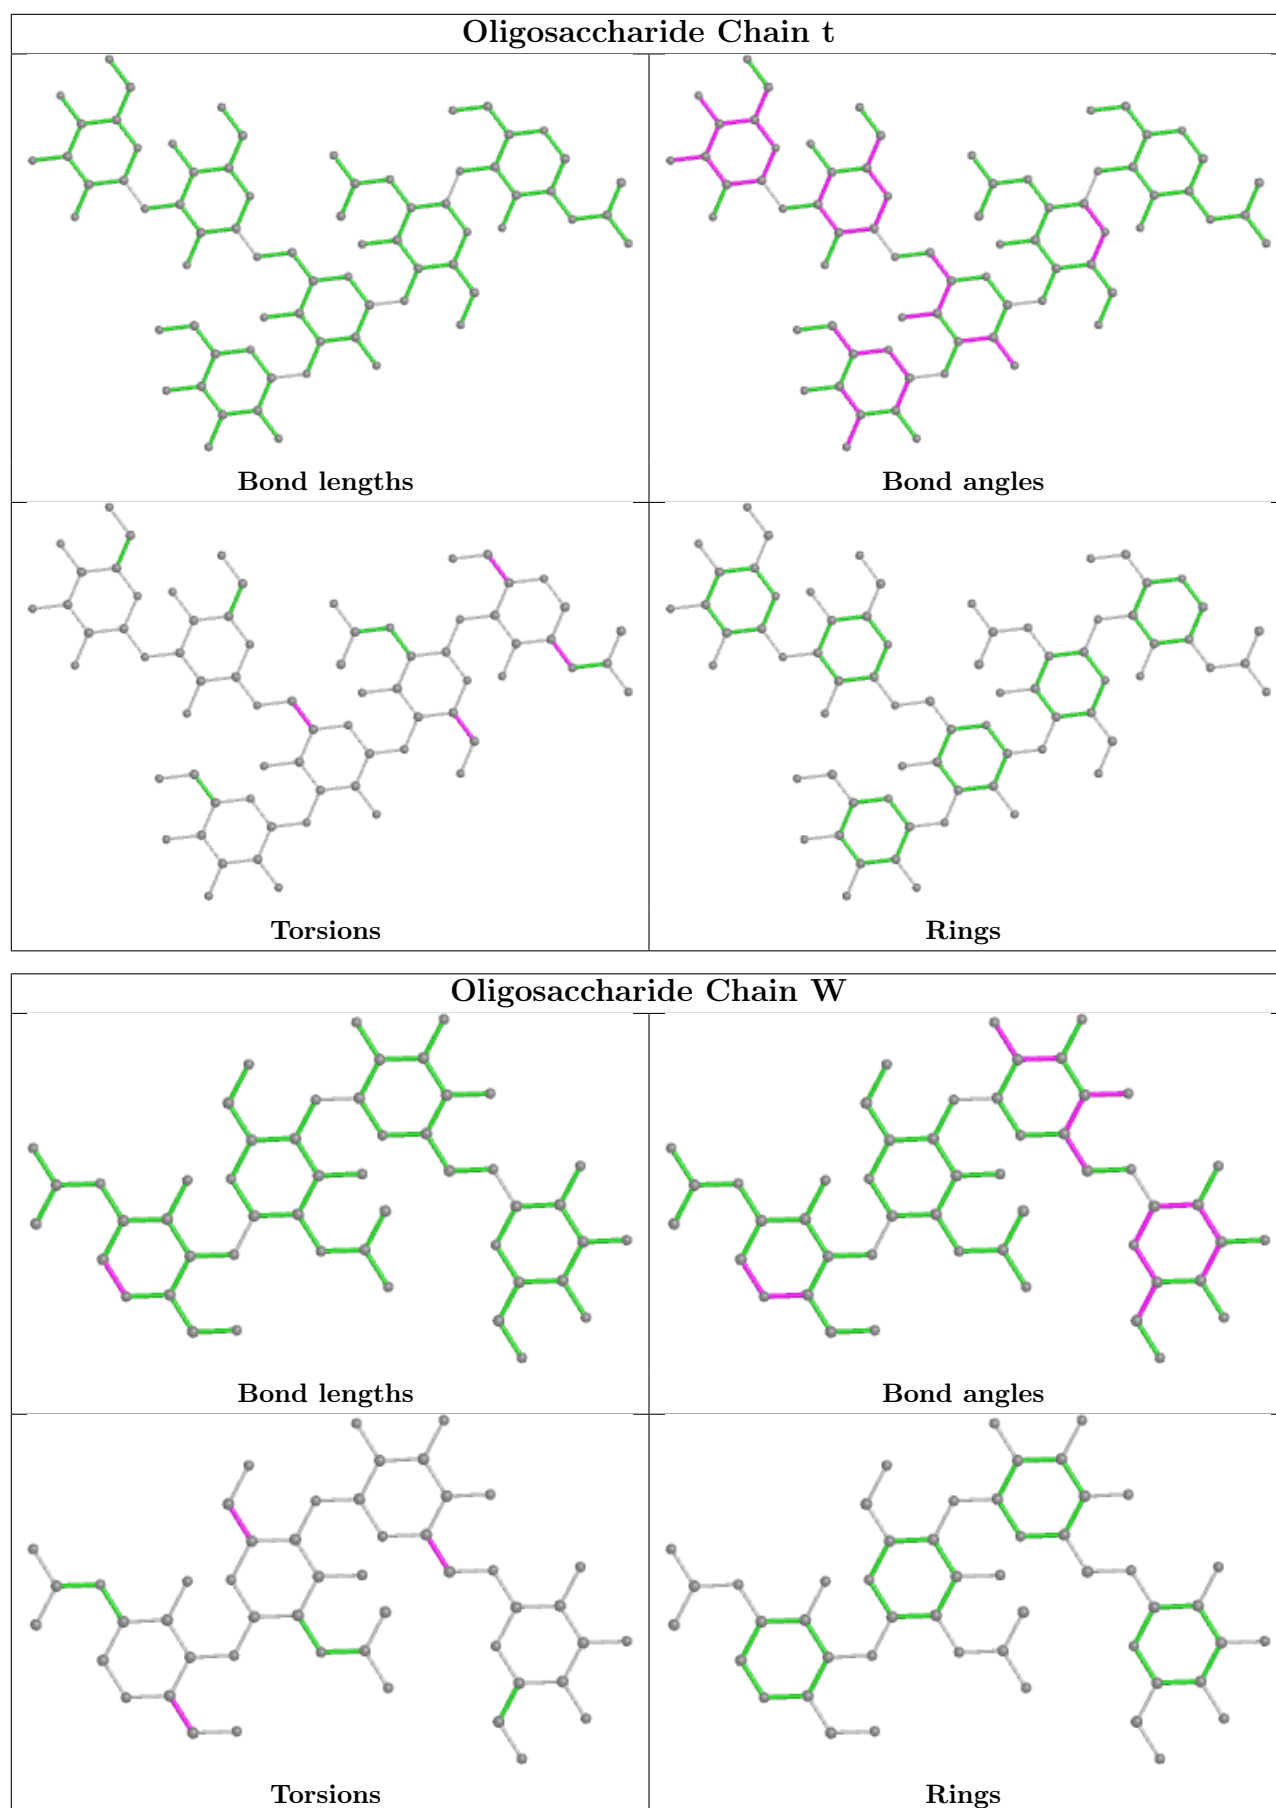 Oligosaccharide Chain t
Bond lengths
Bond angles
Torsions
Rings
Oligosaccharide Chain W
Bond lengths
Bond angles
Torsions
Rings